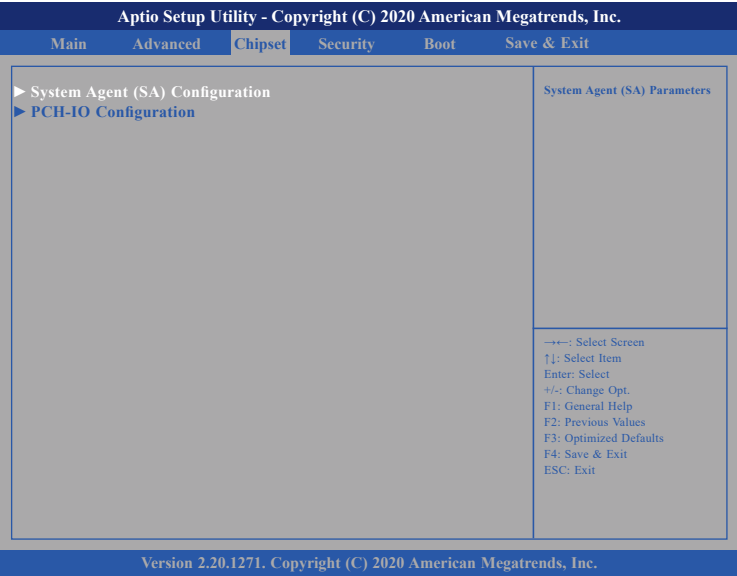 Aptio Setup Utility - Copyright (C) 2020 American Megatrends, Inc.
Main Advanced Chipset Security Boot Save & Exit
► System Agent (SA) Configuration
► PCH-IO Configuration
System Agent (SA) Parameters
→←: Select Screen
↑↓: Select Item
Enter: Select
+/-: Change Opt.
F1: General Help
F2: Previous Values
F3: Optimized Defaults
F4: Save & Exit
ESC: Exit
Version 2.20.1271. Copyright (C) 2020 American Megatrends, Inc.